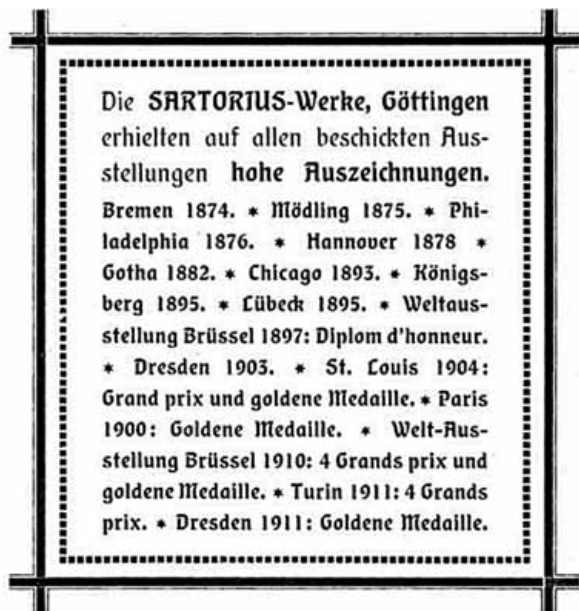 Die SARTORIUS-Werke, Göttingen
erhielten auf allen beschickten Aus-
stellungen hohe Auszeichnungen.
Bremen 1874. * Mödling 1875. * Phi-
ladelphia 1876. * Hannover 1878 *
Gotha 1882. * Chicago 1893. * Königs-
berg 1895. * Lübeck 1895. * Weltaus-
stellung Brüssel 1897: Diplom d'honneur.
* Dresden 1903. * St. Louis 1904:
Grand prix und goldene Medaille. * Paris
1900: Goldene Medaille. * Welt-Aus-
stellung Brüssel 1910: 4 Grands prix und
goldene Medaille. * Turin 1911: 4 Grands
prix. * Dresden 1911: Goldene Medaille.